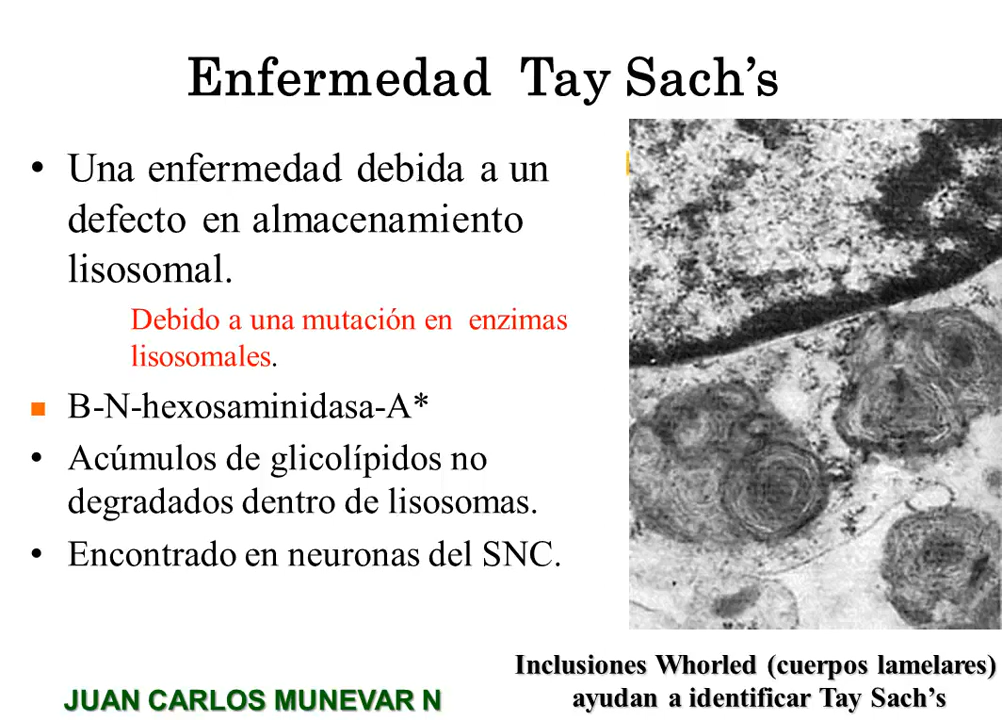 Enfermedad Tay Sach’s
• Una enfermedad debida a un
defecto en almacenamiento
lisosomal.
Debido a una mutación en enzimas
lisosomales.
■ B-N-hexosaminidasa-A*
• Acúmulos de glicolípidos no
degradados dentro de lisosomas.
• Encontrado en neuronas del SNC.
Inclusiones Whorled (cuerpos lamelares)
ayudan a identificar Tay Sach’s
JUAN CARLOS MUNEVAR N